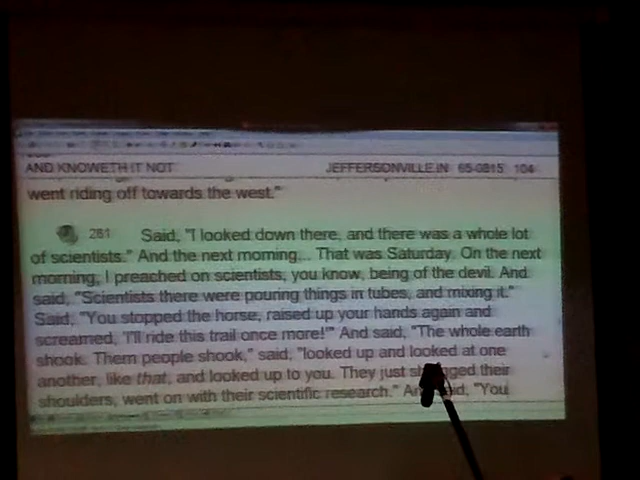 AND KNOWETH IT NOT JEFFERSONVILLE.IN 65-0815 104
went riding off towards the west."
281 Said, "I looked down there, and there was a whole lot
of scientists." And the next morning... That was Saturday. On the next
morning, I preached on scientists, you know, being of the devil. And
said, "Scientists there were pouring things in tubes, and mixing it."
Said, "You stopped the horse, raised up your hands again and
screamed, 'I'll ride this trail once more!'" And said, "The whole earth
shook. Them people shook," said, "looked up and looked at one
another, like that, and looked up to you. They just their
shoulders, went on with their scientific research." "You